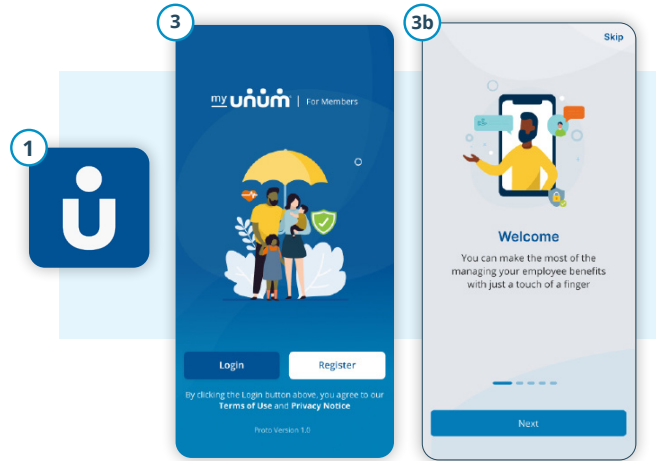 1
3
my unum | For Members
Login
Register
By clicking the Login button above, you agree to our
Terms of Use and Privacy Notice
Proto Version 1.0
3b
Skip
Welcome
You can make the most of the
managing your employee benefits
with just a touch of a finger
Next